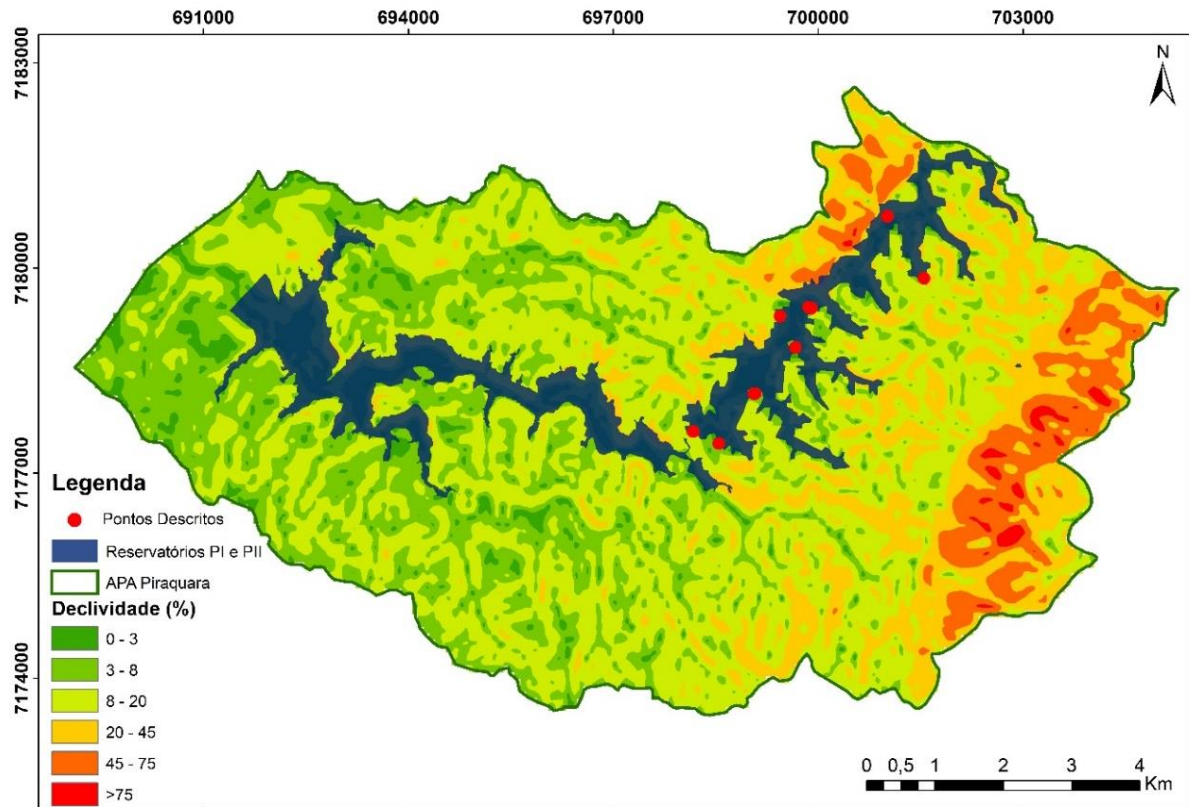 691000 694000 697000 700000 703000
7183000
N
7180000
7177000
Legenda
Pontos Descritos
Reservatórios PI e PII
APA Piraquara
Declividade (%)
0 - 3
3 - 8
7174000
8 - 20
20 - 45
45 - 75
>75
0 0,5 1 2 3 4
Km